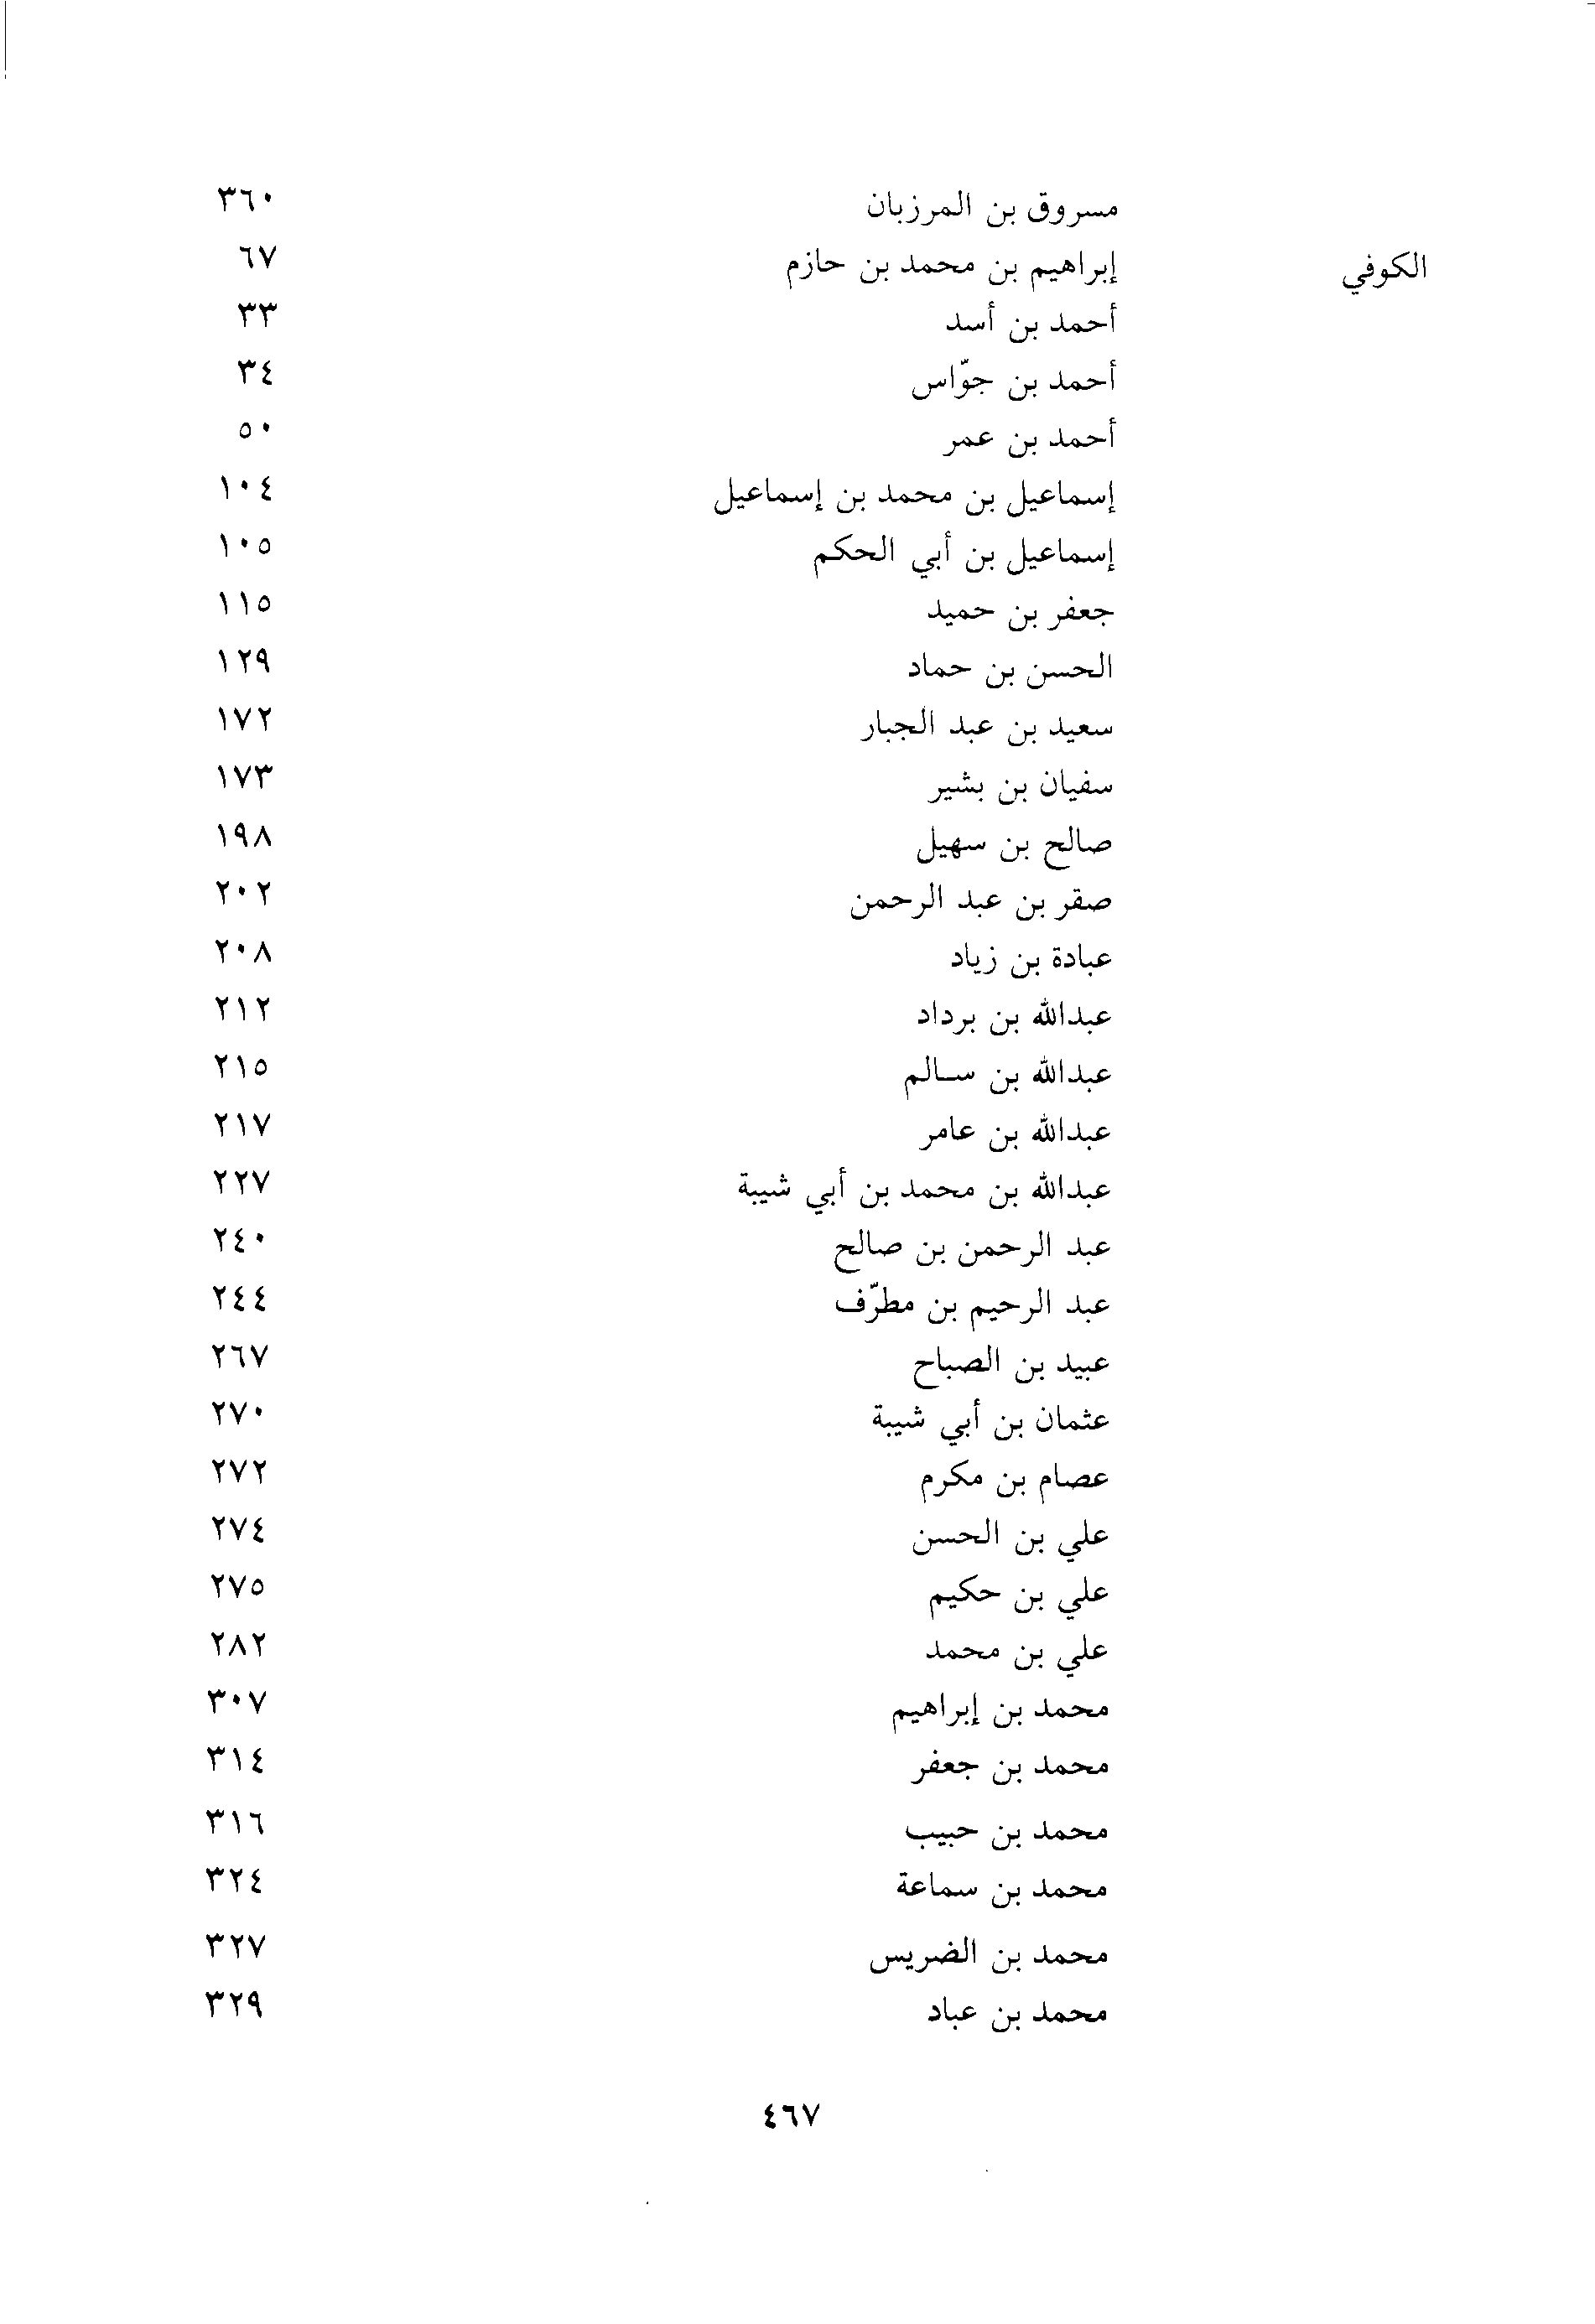 مسروق بن المرزبان ٣٦٠
الكوفي إبراهيم بن محمد بن حازم ٦٧
أحمد بن أسد ٣٣
أحمد بن جوّاس ٣٤
أحمد بن عمر ٥٠
إسماعيل بن محمد بن إسماعيل ١٠٤
إسماعيل بن أبي الحكم ١٠٥
جعفر بن حميد ١١٥
الحسن بن حماد ١٢٩
سعيد بن عبد الجبار ١٧٢
سفيان بن بشير ١٧٣
صالح بن سهيل ١٩٨
صقر بن عبد الرحمن ٢٠٢
عبادة بن زياد ٢٠٨
عبدالله بن برداد ٢١٢
عبدالله بن سالم ٢١٥
عبدالله بن عامر ٢١٧
عبدالله بن محمد بن أبي شيبة ٢٢٧
عبد الرحمن بن صالح ٢٤٠
عبد الرحيم بن مطرّف ٢٤٤
عبيد بن الصباح ٢٦٧
عثمان بن أبي شيبة ٢٧٠
عصام بن مكرم ٢٧٢
علي بن الحسن ٢٧٤
علي بن حكيم ٢٧٥
علي بن محمد ٢٨٢
محمد بن إبراهيم ٣٠٧
محمد بن جعفر ٣١٤
محمد بن حبيب ٣١٦
محمد بن سماعة ٣٢٤
محمد بن الضريس ٣٢٧
محمد بن عباد ٣٢٩
٤٦٧